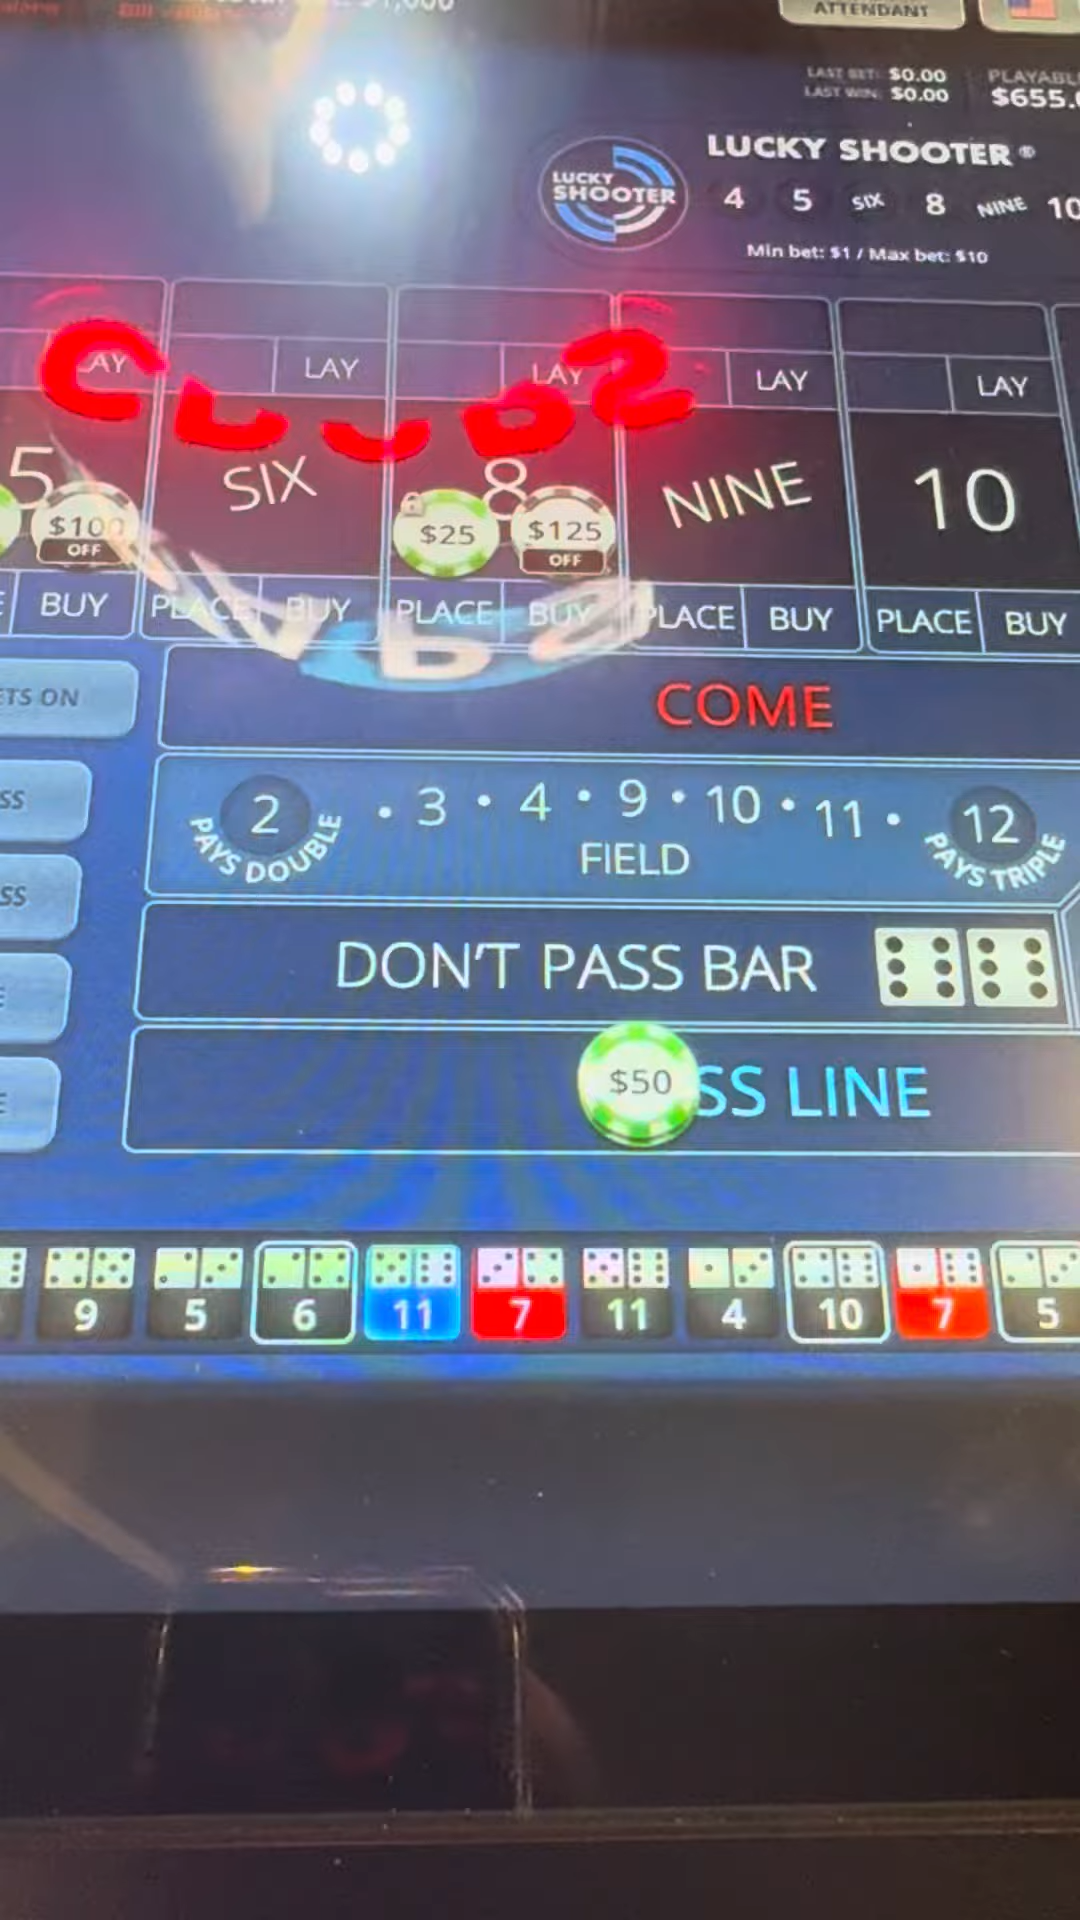 ATTENDANT
LAST BET: $0.00
LAST WIN: $0.00
$655.
LUCKY SHOOTER®
LUCKY
SHOOTER
4 5 SIX 8 NINE 10
Min bet: $1 / Max bet: $10
LAY LAY LAY LAY
5 SIX 8 NINE 10
$100 OFF
$25
$125 OFF
BUY PLACE BUY PLACE BUY PLACE BUY PLACE BUY
ETS ON
COME
SS
2 PAYS DOUBLE
• 3 • 4 • 9 • 10 • 11 •
12 PAYS TRIPLE
FIELD
SS
DON'T PASS BAR
$50
SS LINE
9 5 6 11 7 11 4 10 7 5